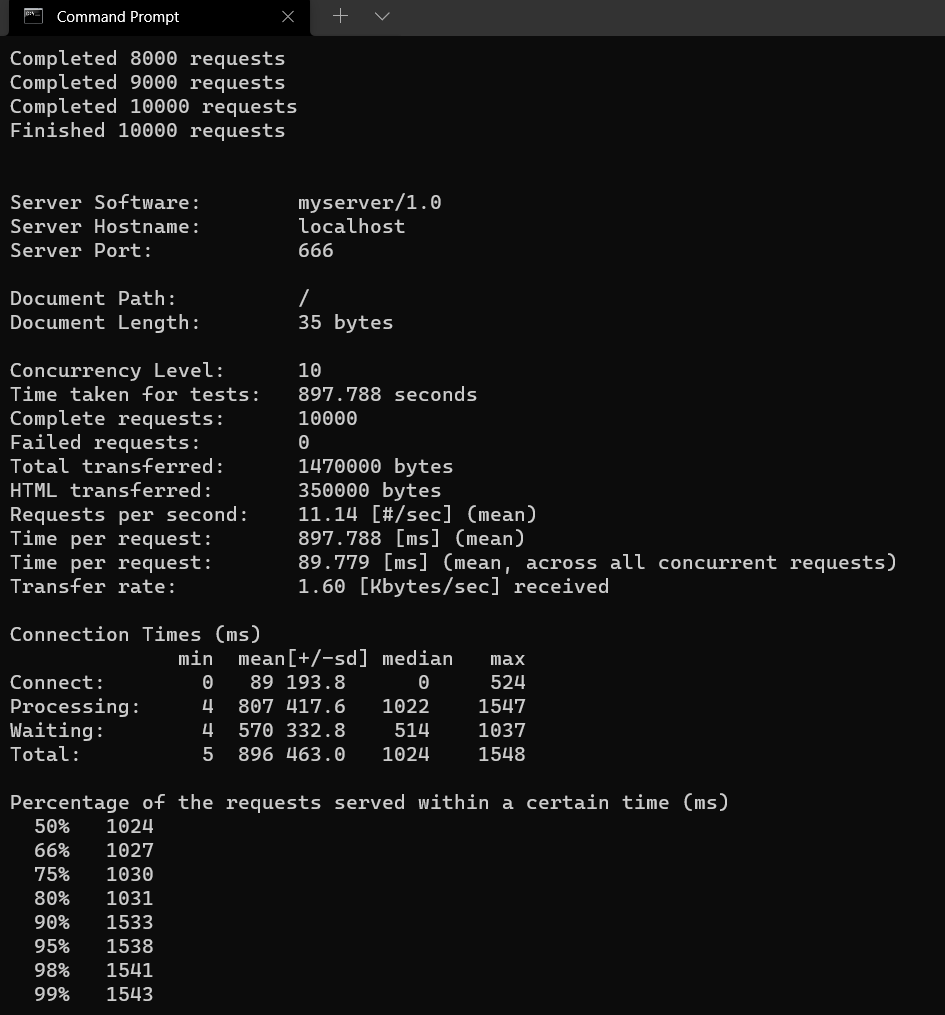 Command Prompt
Completed 8000 requests
Completed 9000 requests
Completed 10000 requests
Finished 10000 requests
Server Software:        myserver/1.0
Server Hostname:        localhost
Server Port:            666
Document Path:          /
Document Length:        35 bytes
Concurrency Level:      10
Time taken for tests:   897.788 seconds
Complete requests:      10000
Failed requests:        0
Total transferred:      1470000 bytes
HTML transferred:       350000 bytes
Requests per second:    11.14 [#/sec] (mean)
Time per request:       897.788 [ms] (mean)
Time per request:       89.779 [ms] (mean, across all concurrent requests)
Transfer rate:          1.60 [Kbytes/sec] received
Connection Times (ms)
              min  mean[+/-sd] median   max
Connect:        0   89 193.8      0     524
Processing:     4  807 417.6   1022    1547
Waiting:        4  570 332.8    514    1037
Total:          5  896 463.0   1024    1548
Percentage of the requests served within a certain time (ms)
  50%   1024
  66%   1027
  75%   1030
  80%   1031
  90%   1533
  95%   1538
  98%   1541
  99%   1543